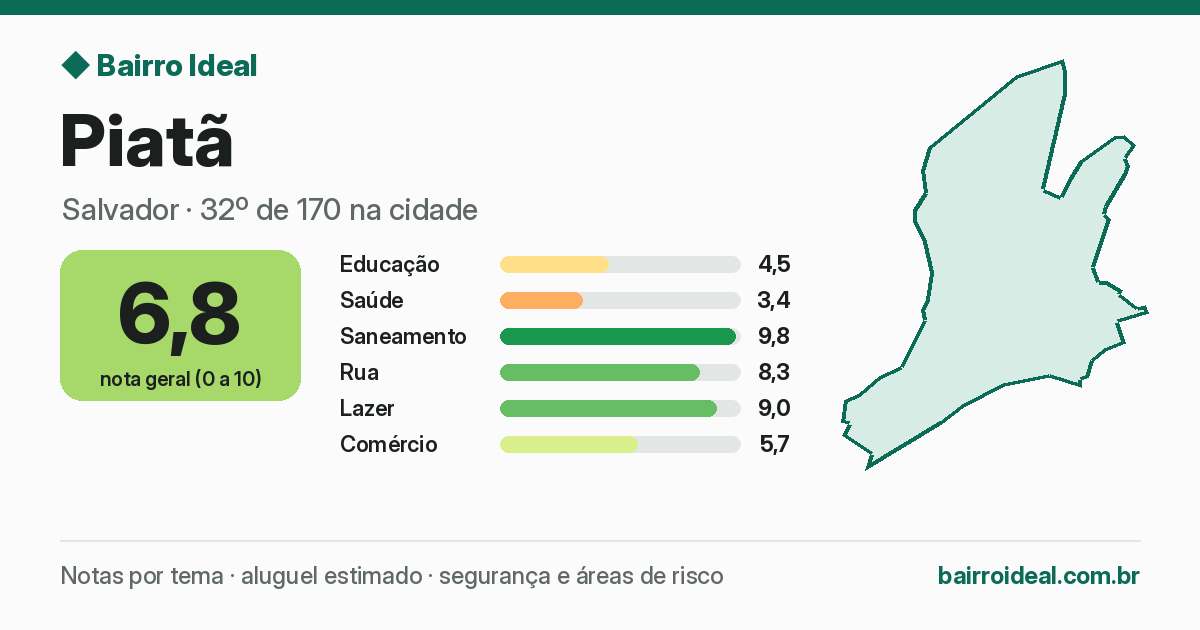 Bairro Ideal
Piatã
Salvador · 32º de 170 na cidade
6,8
nota geral (0 a 10)
Educação 4,5
Saúde 3,4
Saneamento 9,8
Rua 8,3
Lazer 9,0
Comércio 5,7
Notas por tema · aluguel estimado · segurança e áreas de risco
bairroideal.com.br